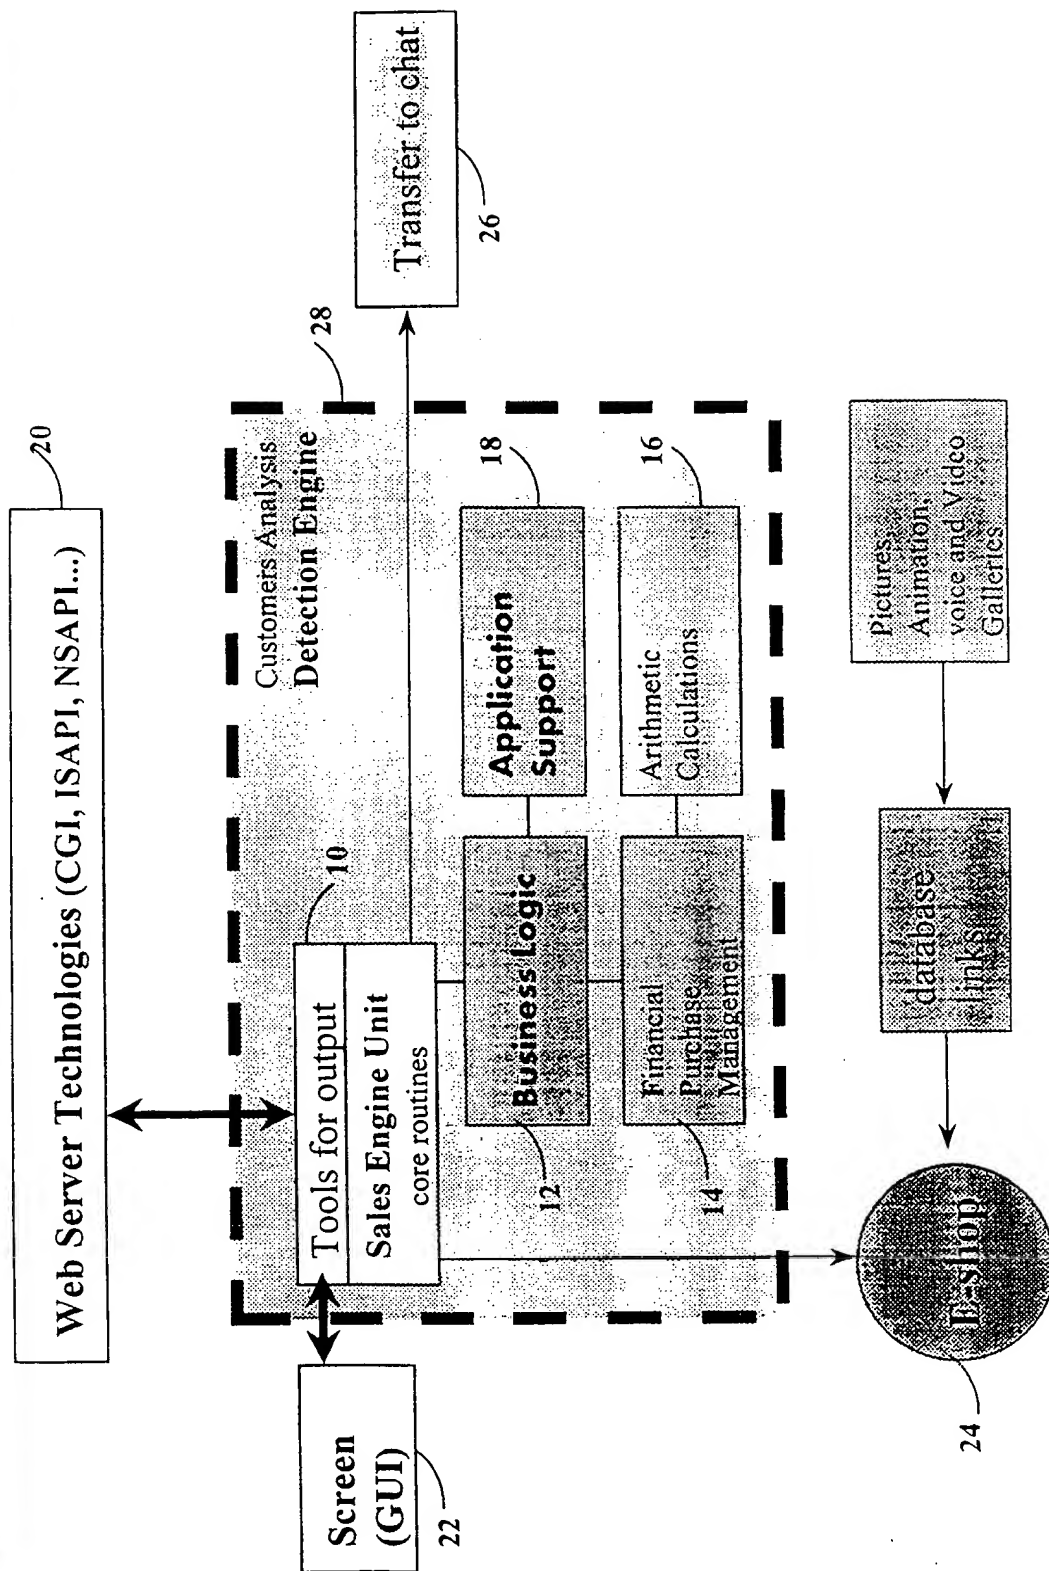 Web Server Technologies (CGI, ISAPI, NSAPI...)
20
Screen
(GUI)
22
Customers Analysis
Detection Engine
28
Tools for output
Sales Engine Unit
core routines
10
Transfer to chat
26
Business Logic
12
Application
Support
18
Financial
Purchase
Management
14
Arithmetic
Calculations
16
E-shop
24
database
links
Pictures,
Animation,
voice and Video
Galleries